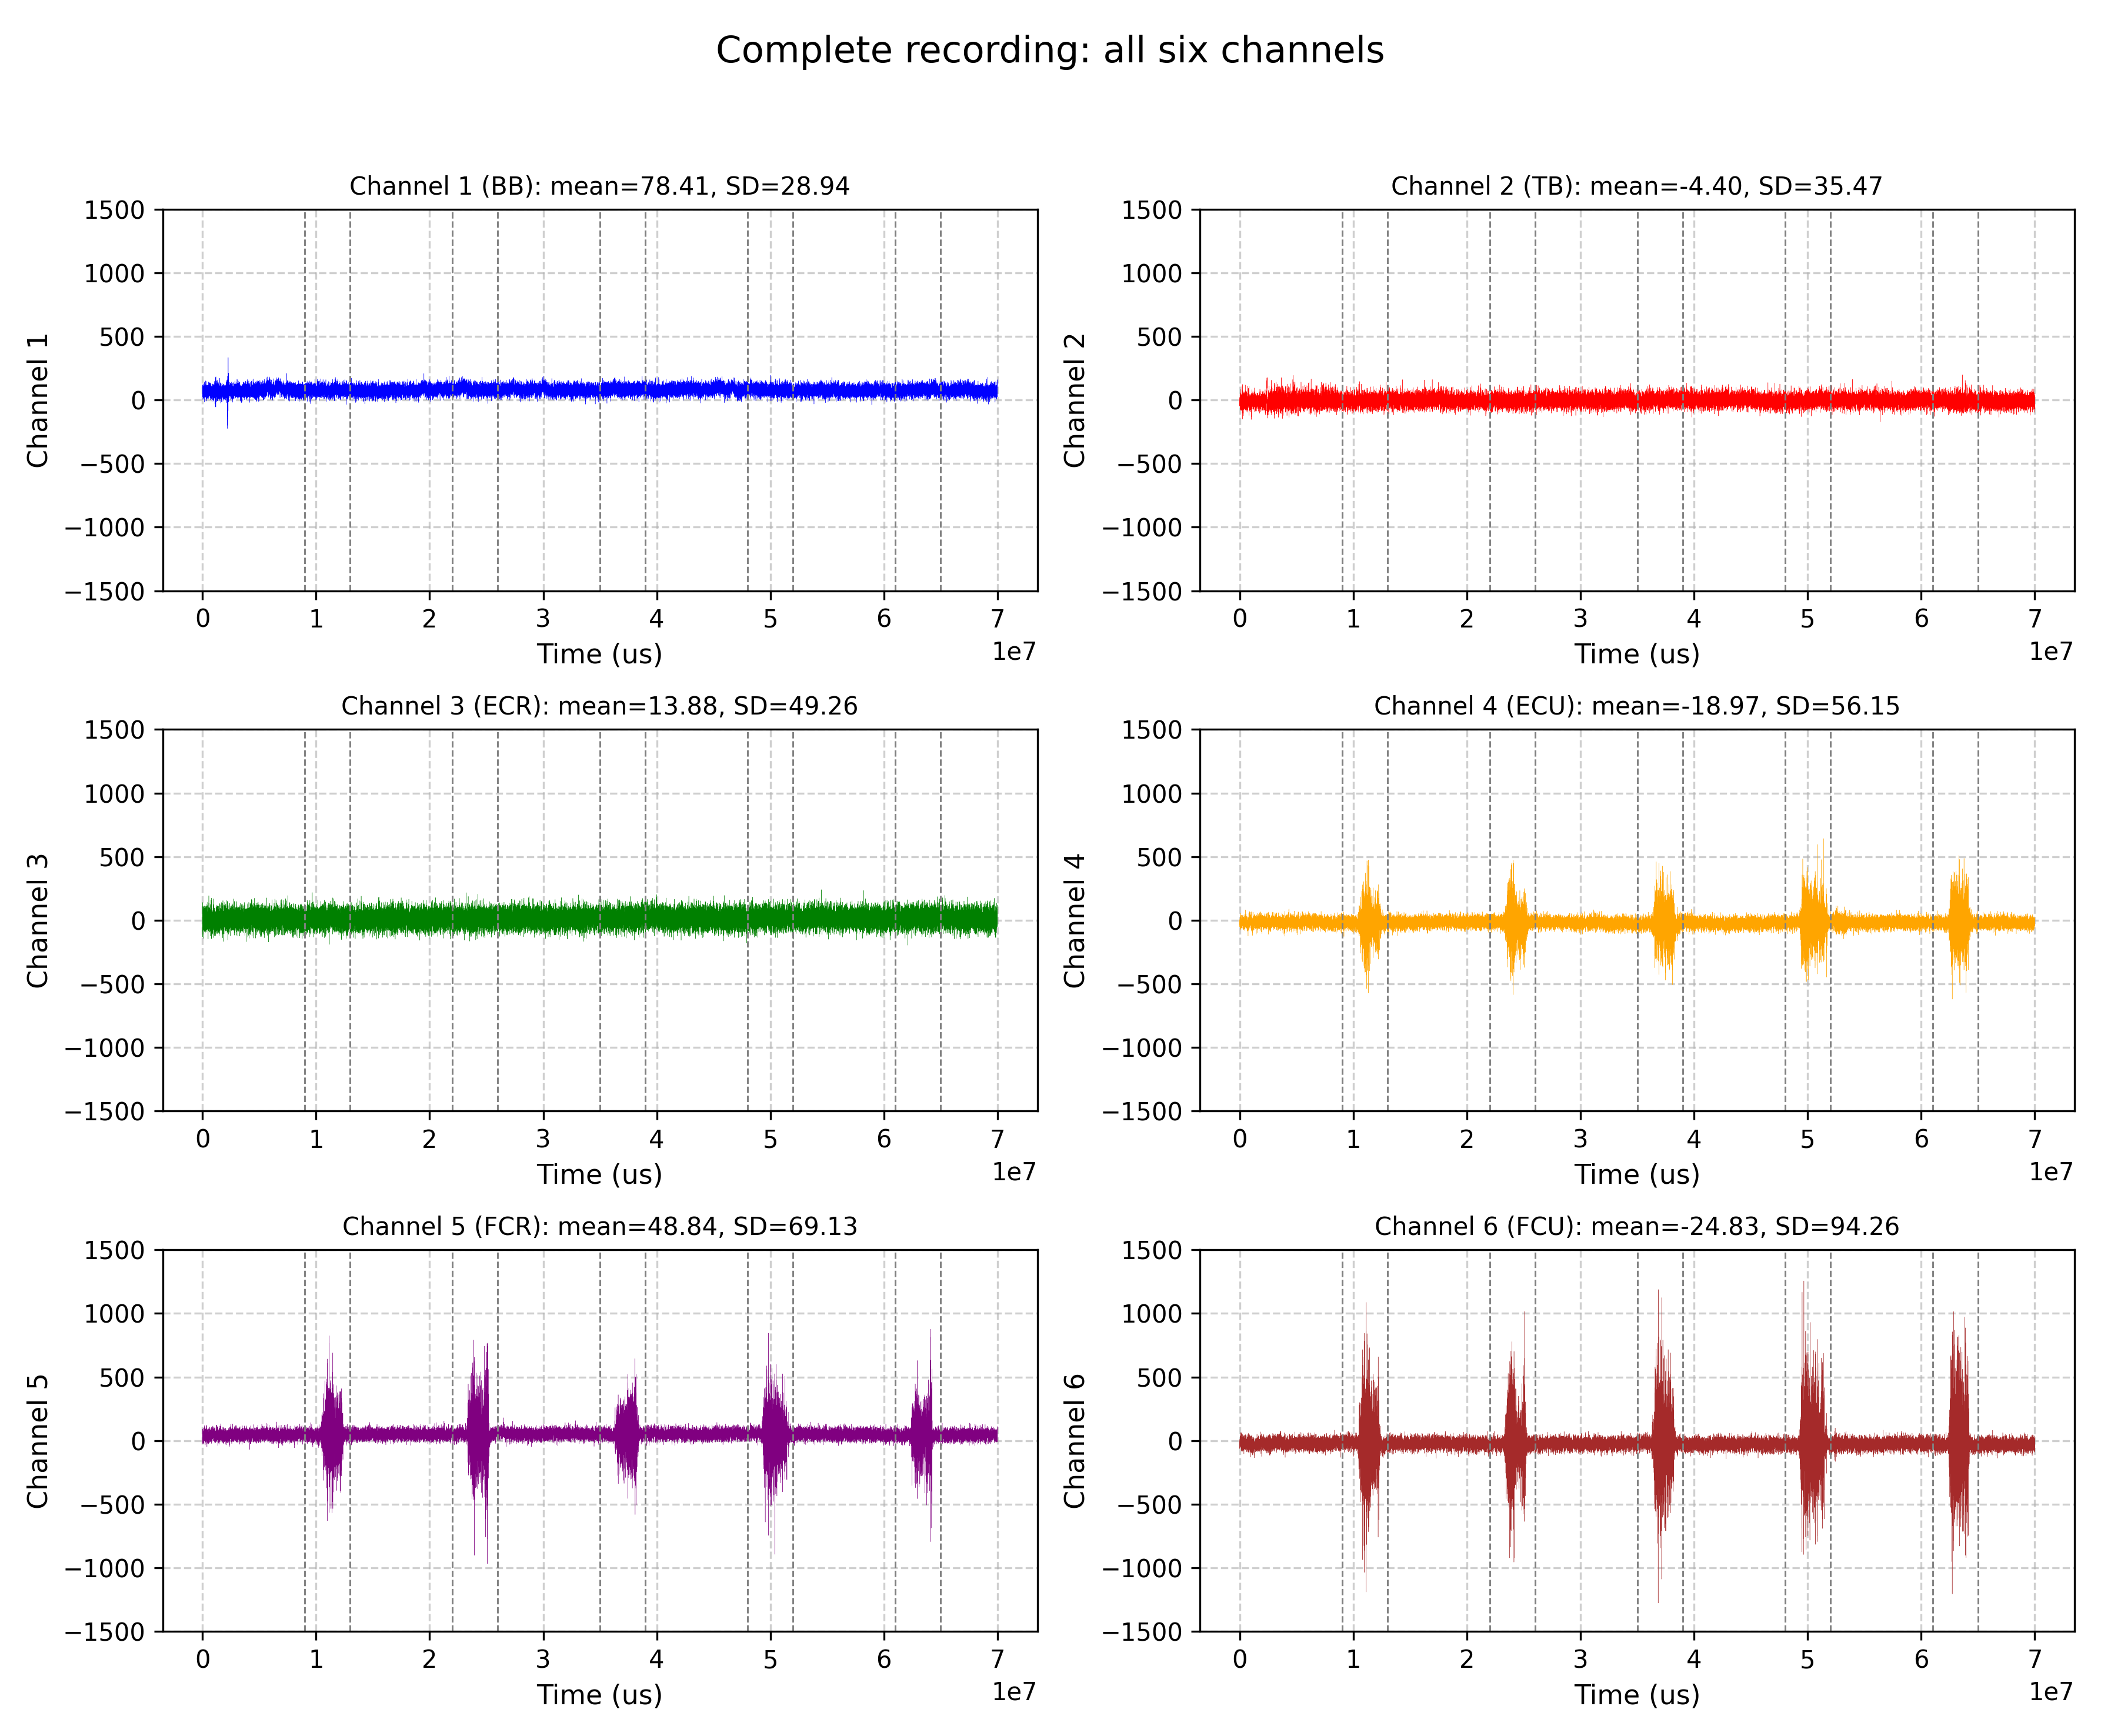 Complete recording: all six channels
Channel 1 (BB): mean=78.41, SD=28.94
1500
1000
500
0
−500
−1000
−1500
Channel 1
0 1 2 3 4 5 6 7
Time (us)
1e7
Channel 2 (TB): mean=-4.40, SD=35.47
1500
1000
500
0
−500
−1000
−1500
Channel 2
0 1 2 3 4 5 6 7
Time (us)
1e7
Channel 3 (ECR): mean=13.88, SD=49.26
1500
1000
500
0
−500
−1000
−1500
Channel 3
0 1 2 3 4 5 6 7
Time (us)
1e7
Channel 4 (ECU): mean=-18.97, SD=56.15
1500
1000
500
0
−500
−1000
−1500
Channel 4
0 1 2 3 4 5 6 7
Time (us)
1e7
Channel 5 (FCR): mean=48.84, SD=69.13
1500
1000
500
0
−500
−1000
−1500
Channel 5
0 1 2 3 4 5 6 7
Time (us)
1e7
Channel 6 (FCU): mean=-24.83, SD=94.26
1500
1000
500
0
−500
−1000
−1500
Channel 6
0 1 2 3 4 5 6 7
Time (us)
1e7